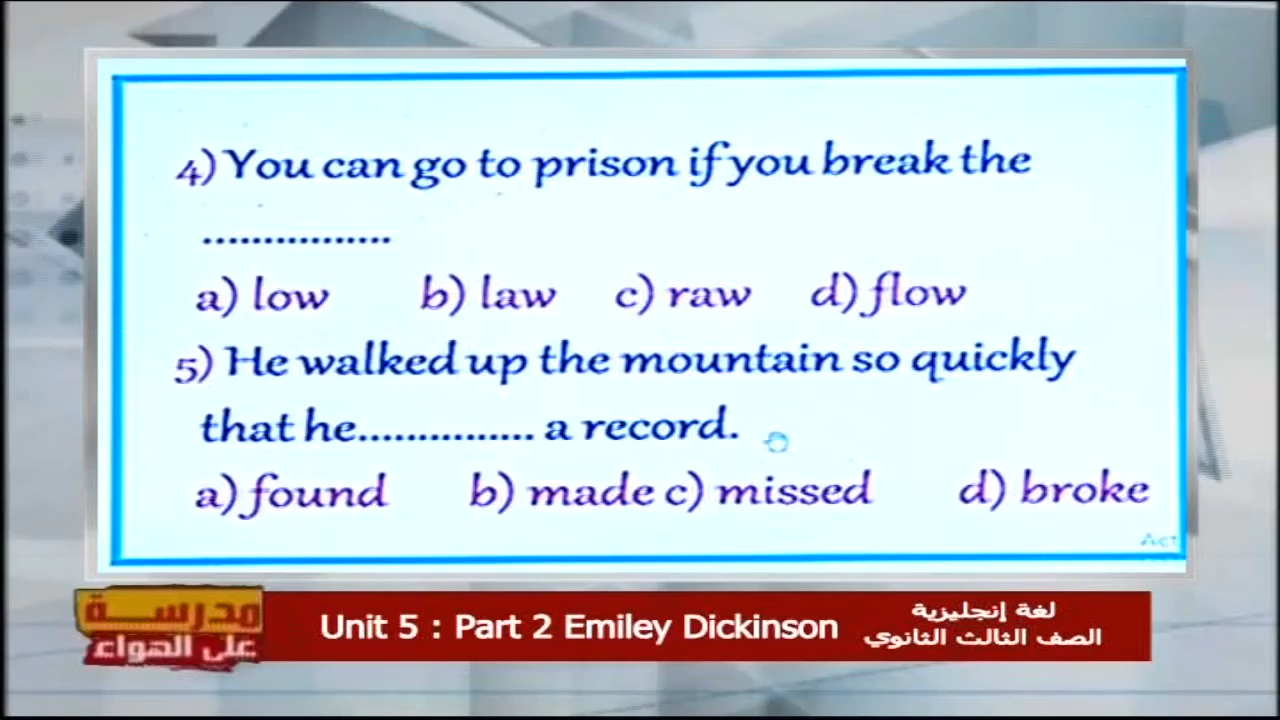 4) You can go to prison if you break the
................
a) low b) law c) raw d) flow
5) He walked up the mountain so quickly
that he............... a record.
a) found b) made c) missed d) broke
Act
مدرسة
على الهواء
Unit 5 : Part 2 Emiley Dickinson
لغة إنجليزية
الصف الثالث الثانوي